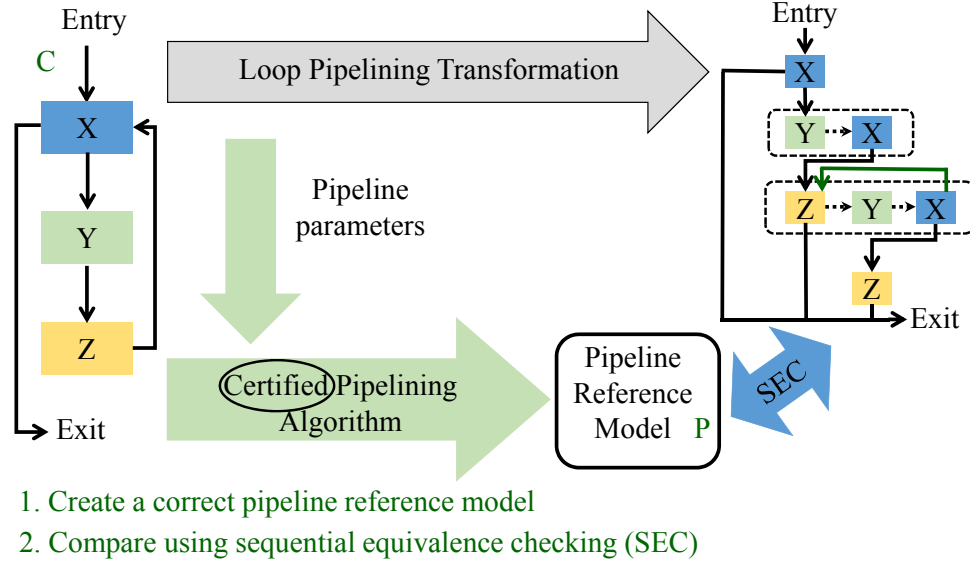 Entry
C
X
Y
Z
Exit
Loop Pipelining Transformation
Pipeline
parameters
Certified Pipelining
Algorithm
Pipeline
Reference
Model P
SEC
Entry
X
Y X
Z Y X
Z
Exit
1. Create a correct pipeline reference model
2. Compare using sequential equivalence checking (SEC)